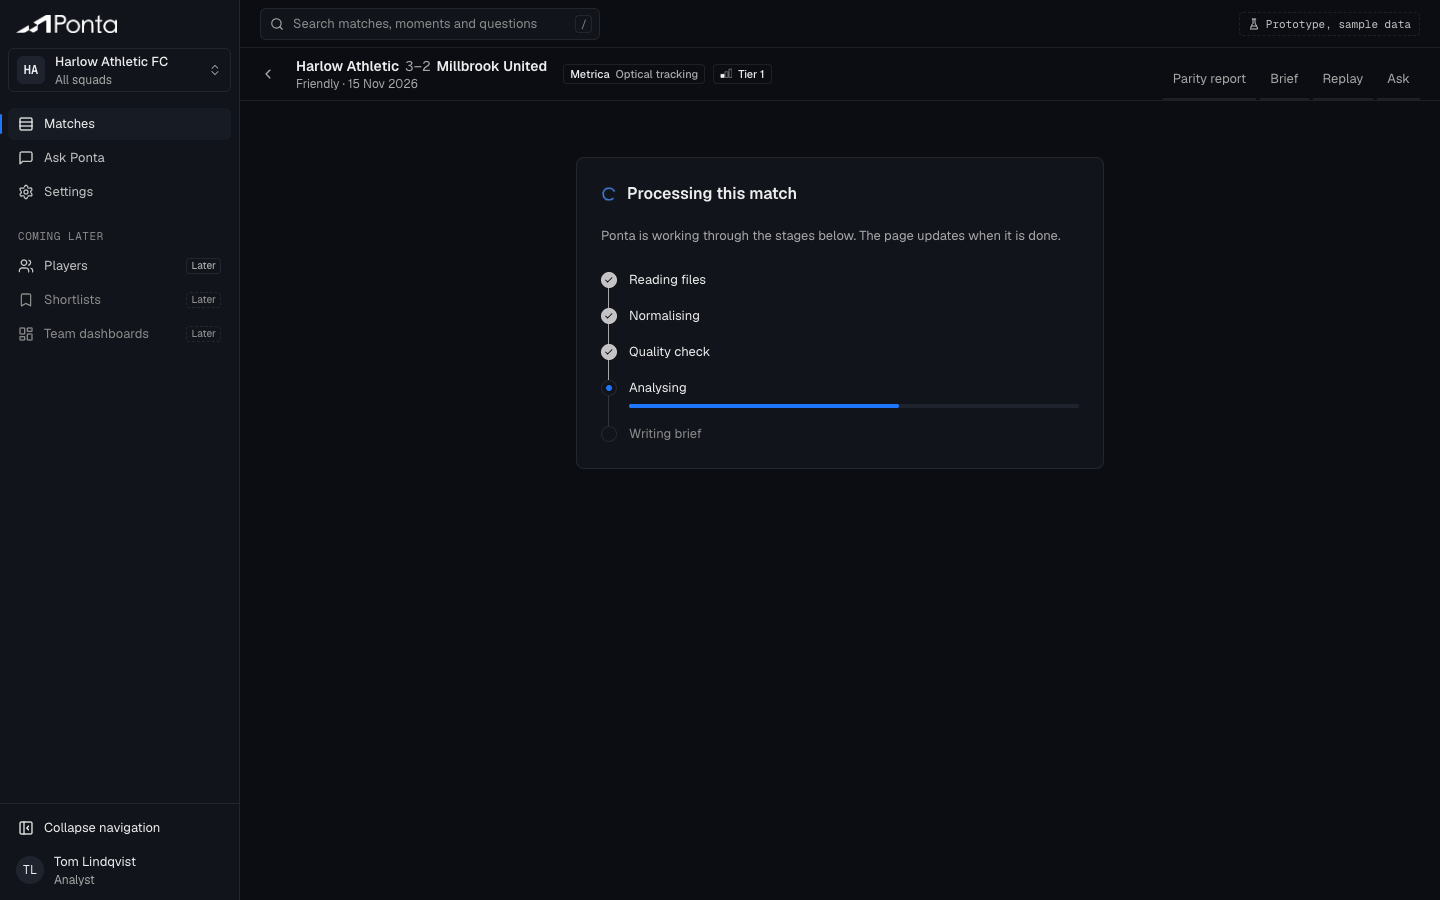 Ponta
HA
Harlow Athletic FC
All squads
Matches
Ask Ponta
Settings
COMING LATER
Players Later
Shortlists Later
Team dashboards Later
Collapse navigation
TL
Tom Lindqvist
Analyst
Search matches, moments and questions /
Prototype, sample data
Harlow Athletic 3–2 Millbrook United
Friendly · 15 Nov 2026
Metrica Optical tracking
Tier 1
Parity report Brief Replay Ask
Processing this match
Ponta is working through the stages below. The page updates when it is done.
Reading files
Normalising
Quality check
Analysing
Writing brief